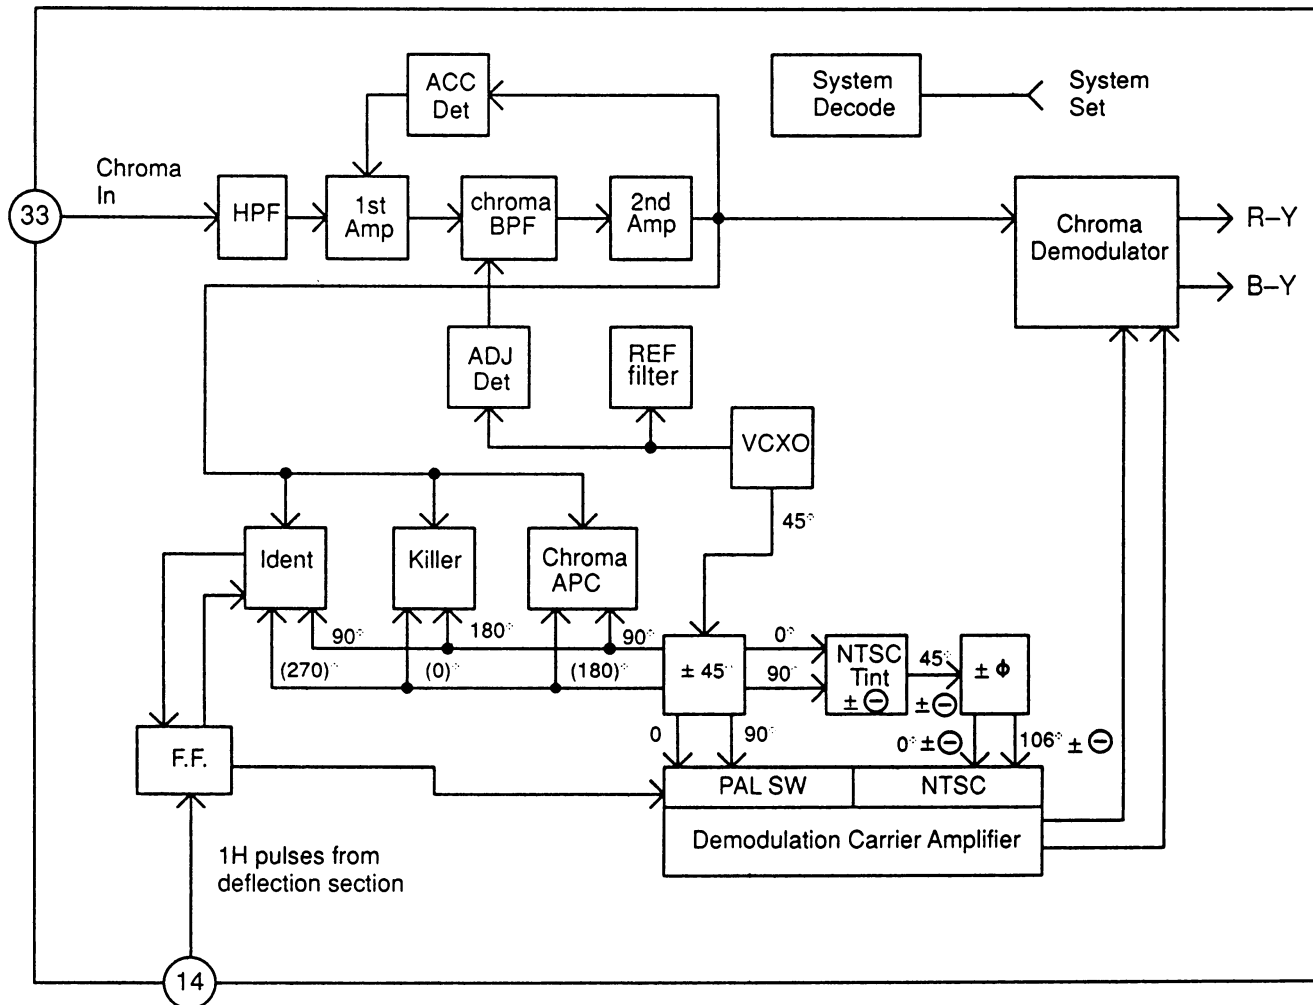 ACC
Det
System
Decode
System
Set
Chroma
In
33
HPF
1st
Amp
chroma
BPF
2nd
Amp
Chroma
Demodulator
R–Y
B–Y
ADJ
Det
REF
filter
VCXO
45°
Ident
Killer
Chroma
APC
90°
180°
90°
(270)°
(0)°
(180)°
± 45°
0°
90°
NTSC
Tint
± ⊖
45°
± ⊖
± ϕ
0
90°
0° ± ⊖
106° ± ⊖
F.F.
PAL SW
NTSC
Demodulation Carrier Amplifier
1H pulses from
deflection section
14